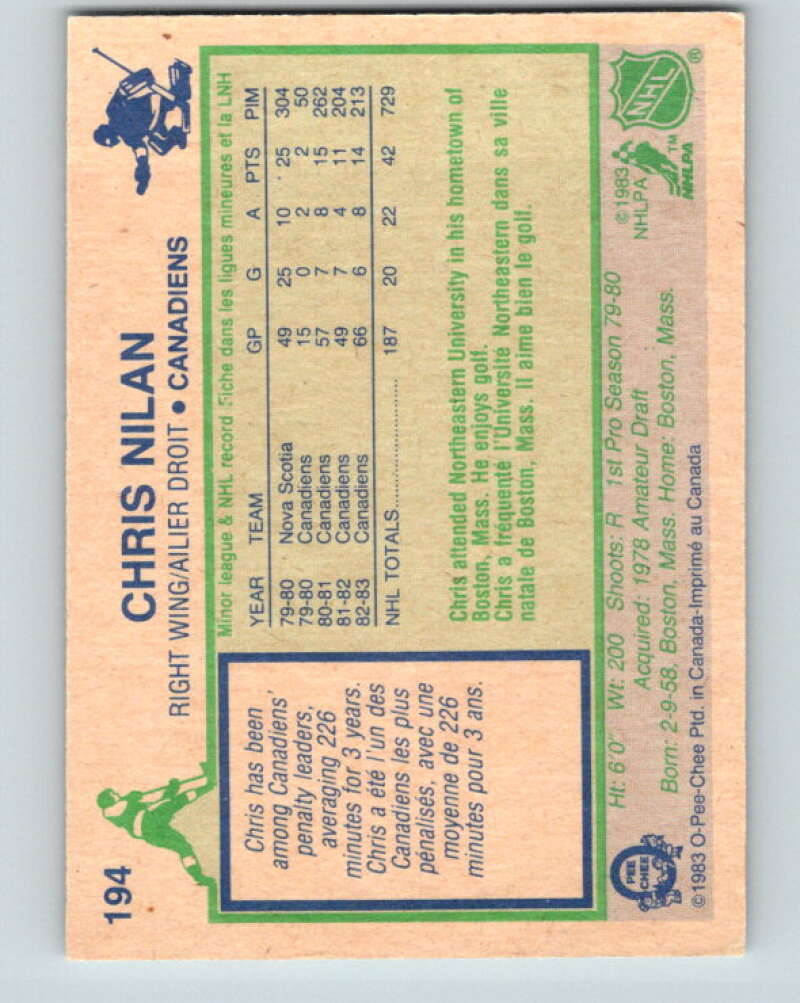 194
CHRIS NILAN
RIGHT WING/AILIER DROIT • CANADIENS
Chris has been
among Canadiens'
penalty leaders,
averaging 226
minutes for 3 years.
Chris a été l'un des
Canadiens les plus
pénalisés, avec une
moyenne de 226
minutes pour 3 ans.
Minor league & NHL record Fiche dans les ligues mineures et la LNH
YEAR TEAM GP G A PTS PIM
79-80 Nova Scotia 49 25 10 25 304
79-80 Canadiens 15 0 2 2 50
80-81 Canadiens 57 7 8 15 262
81-82 Canadiens 49 7 4 11 204
82-83 Canadiens 66 6 8 14 213
NHL TOTALS 187 20 22 42 729
Chris attended Northeastern University in his hometown of
Boston, Mass. He enjoys golf.
Chris a fréquenté l'Université Northeastern dans sa ville
natale de Boston, Mass. Il aime bien le golf.
Ht: 6'0" Wt: 200 Shoots: R 1st Pro Season 79-80
Acquired: 1978 Amateur Draft
Born: 2-9-58, Boston, Mass. Home: Boston, Mass.
©1983 O-Pee-Chee Ptd. in Canada-Imprimé au Canada
O
PEE
CHEE
©1983
NHLPA
NHLPA
TM
NHL
®